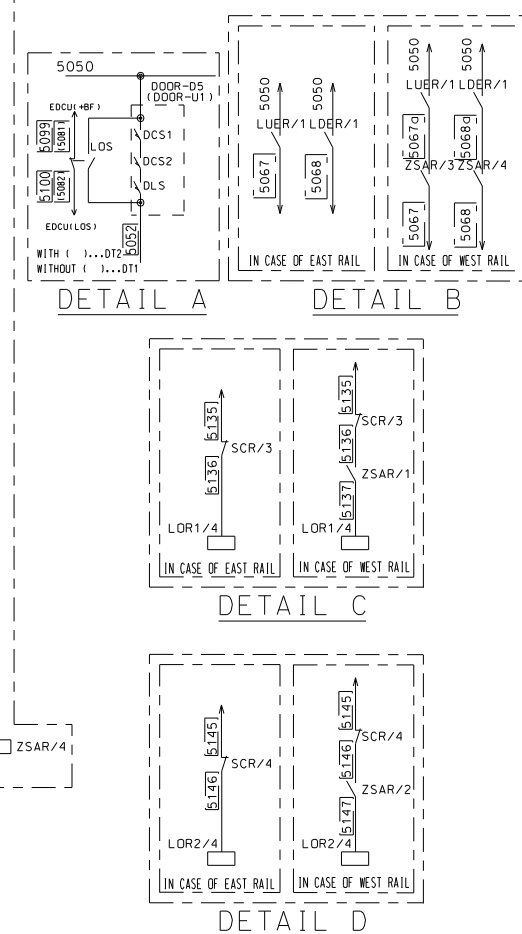 5050
DOOR-D5
(DOOR-U1)
EDCU(+BF)
5099
(5081)
LOS
DCS1
DCS2
DLS
5100
(5082)
EDCU(LOS)
5052
WITH ( )...DT2
WITHOUT ( )...DT1
DETAIL A
5050
5050
LUER/1
LDER/1
5067
5068
IN CASE OF EAST RAIL
5050
5050
LUER/1
LDER/1
5067a
5068a
ZSAR/3
ZSAR/4
5067
5068
IN CASE OF WEST RAIL
DETAIL B
5135
SCR/3
5136
LOR1/4
IN CASE OF EAST RAIL
5135
SCR/3
5136
ZSAR/1
5137
LOR1/4
IN CASE OF WEST RAIL
DETAIL C
5145
SCR/4
5146
LOR2/4
IN CASE OF EAST RAIL
5145
SCR/4
5146
ZSAR/2
5147
LOR2/4
IN CASE OF WEST RAIL
DETAIL D
ZSAR/4